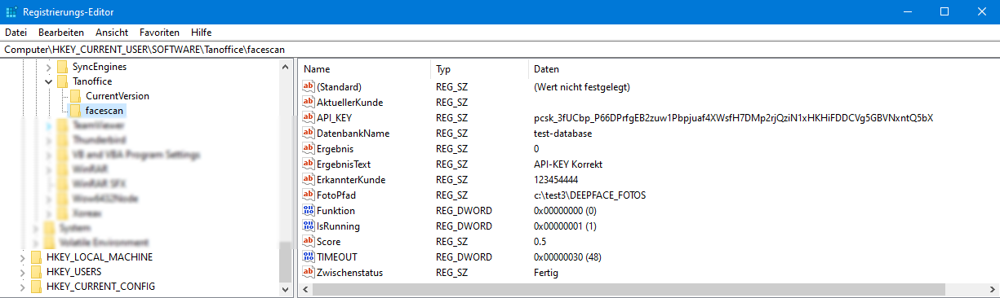 Registrierungs-Editor
Datei Bearbeiten Ansicht Favoriten Hilfe
Computer\HKEY_CURRENT_USER\SOFTWARE\Tanoffice\facescan
SyncEngines
Tanoffice
CurrentVersion
facescan
TeamViewer
Thunderbird
VB and VBA Program Settings
WinRAR
WinRAR SFX
Wow6432Node
System
Volatile Environment
HKEY_LOCAL_MACHINE
HKEY_USERS
HKEY_CURRENT_CONFIG
Name Typ Daten
(Standard) REG_SZ (Wert nicht festgelegt)
AktuellerKunde REG_SZ
API_KEY REG_SZ pcsk_3fUCbp_P66DPrfgEB2zuw1Pbpjuaf4XWsfH7DMp2rjQziN1xHKHiFDDCVg5GBVNxntQ5bX
DatenbankName REG_SZ test-database
Ergebnis REG_SZ 0
ErgebnisText REG_SZ API-KEY Korrekt
ErkannterKunde REG_SZ 123454444
FotoPfad REG_SZ c:\test3\DEEPFACE_FOTOS
Funktion REG_DWORD 0x00000000 (0)
IsRunning REG_DWORD 0x00000001 (1)
Score REG_SZ 0.5
TIMEOUT REG_DWORD 0x00000030 (48)
Zwischenstatus REG_SZ Fertig